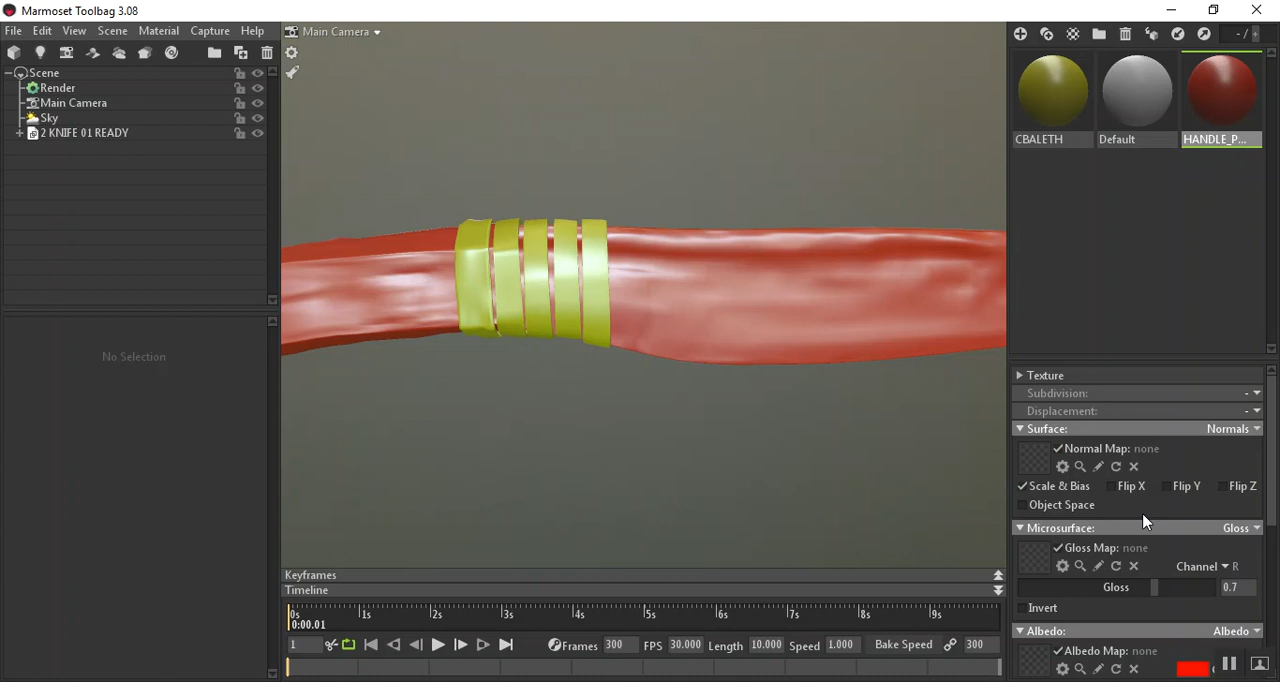 Marmoset Toolbag 3.08
File Edit View Scene Material Capture Help
Main Camera
- / +
Scene
Render
Main Camera
Sky
2 KNIFE 01 READY
CBALETH Default HANDLE_P...
No Selection
Texture
Subdivision: -
Displacement: -
Surface: Normals
Normal Map: none
Scale & Bias Flip X Flip Y Flip Z
Object Space
Microsurface: Gloss
Gloss Map: none
Channel R
Gloss 0.7
Invert
Albedo: Albedo
Albedo Map: none
Keyframes
Timeline
0s 1s 2s 3s 4s 5s 6s 7s 8s 9s
0:00.01
1 Frames 300 FPS 30.000 Length 10.000 Speed 1.000 Bake Speed 300